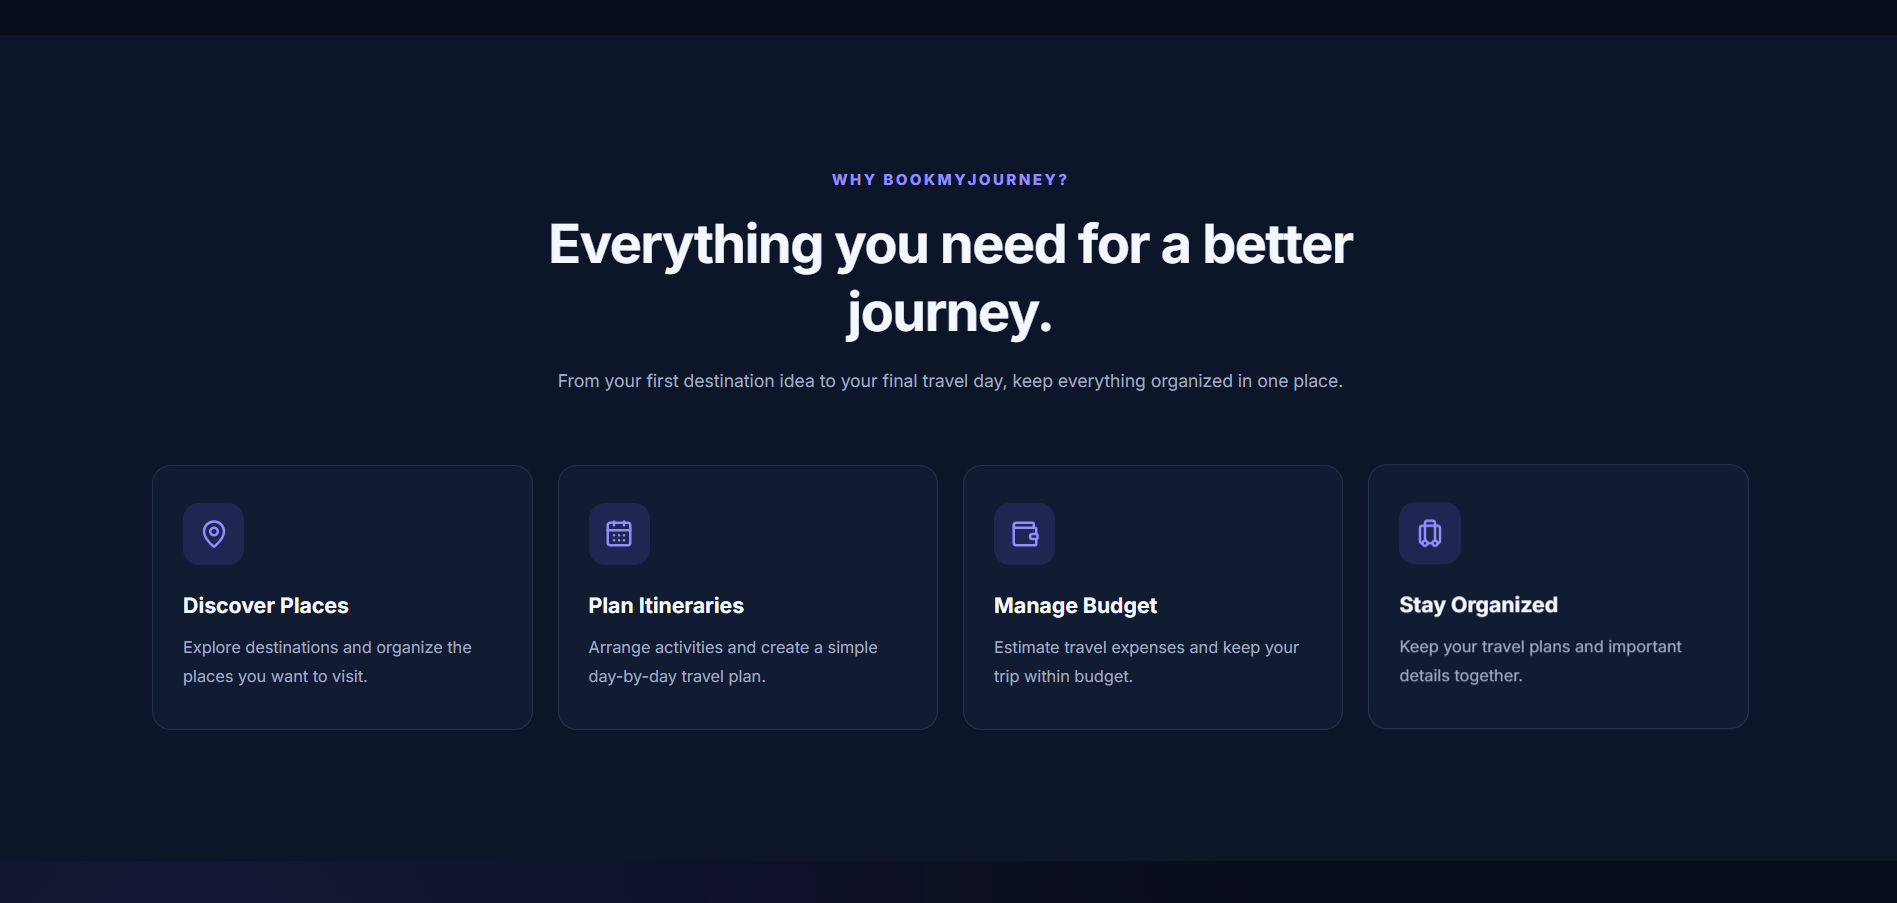 WHY BOOKMYJOURNEY?
Everything you need for a better
journey.
From your first destination idea to your final travel day, keep everything organized in one place.
Discover Places
Explore destinations and organize the
places you want to visit.
Plan Itineraries
Arrange activities and create a simple
day-by-day travel plan.
Manage Budget
Estimate travel expenses and keep your
trip within budget.
Stay Organized
Keep your travel plans and important
details together.